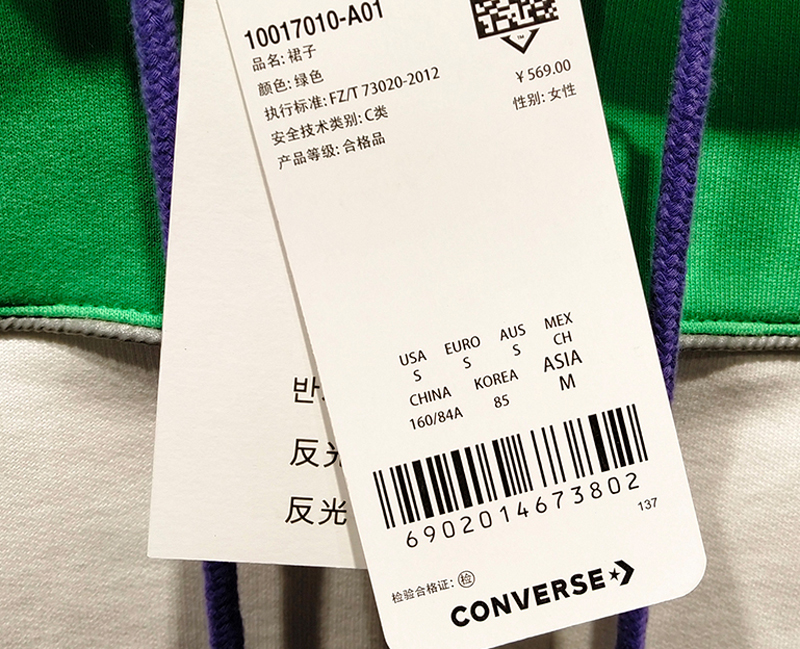 10017010-A01
品名: 裙子
颜色: 绿色
执行标准: FZ/T 73020-2012
安全技术类别: C类
产品等级: 合格品
™
¥ 569.00
性别: 女性
USA EURO AUS MEX
S S S CH
CHINA KOREA ASIA
160/84A 85 M
6902014673802
137
检验合格证: 检
CONVERSE
반
反光
反光